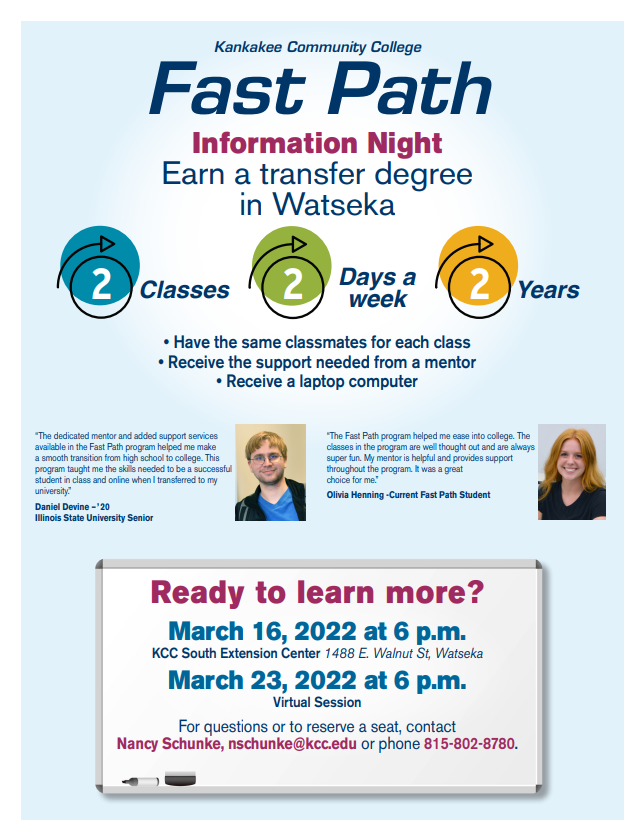 Kankakee Community College
Fast Path
Information Night
Earn a transfer degree
in Watseka
2 Classes
2 Days a
week
2 Years
• Have the same classmates for each class
• Receive the support needed from a mentor
• Receive a laptop computer
“The dedicated mentor and added support services
available in the Fast Path program helped me make
a smooth transition from high school to college. This
program taught me the skills needed to be a successful
student in class and online when I transferred to my
university.”
Daniel Devine – ’20
Illinois State University Senior
“The Fast Path program helped me ease into college. The
classes in the program are well thought out and are always
super fun. My mentor is helpful and provides support
throughout the program. It was a great
choice for me.”
Olivia Henning -Current Fast Path Student
Ready to learn more?
March 16, 2022 at 6 p.m.
KCC South Extension Center 1488 E. Walnut St, Watseka
March 23, 2022 at 6 p.m.
Virtual Session
For questions or to reserve a seat, contact
Nancy Schunke, nschunke@kcc.edu or phone 815-802-8780.